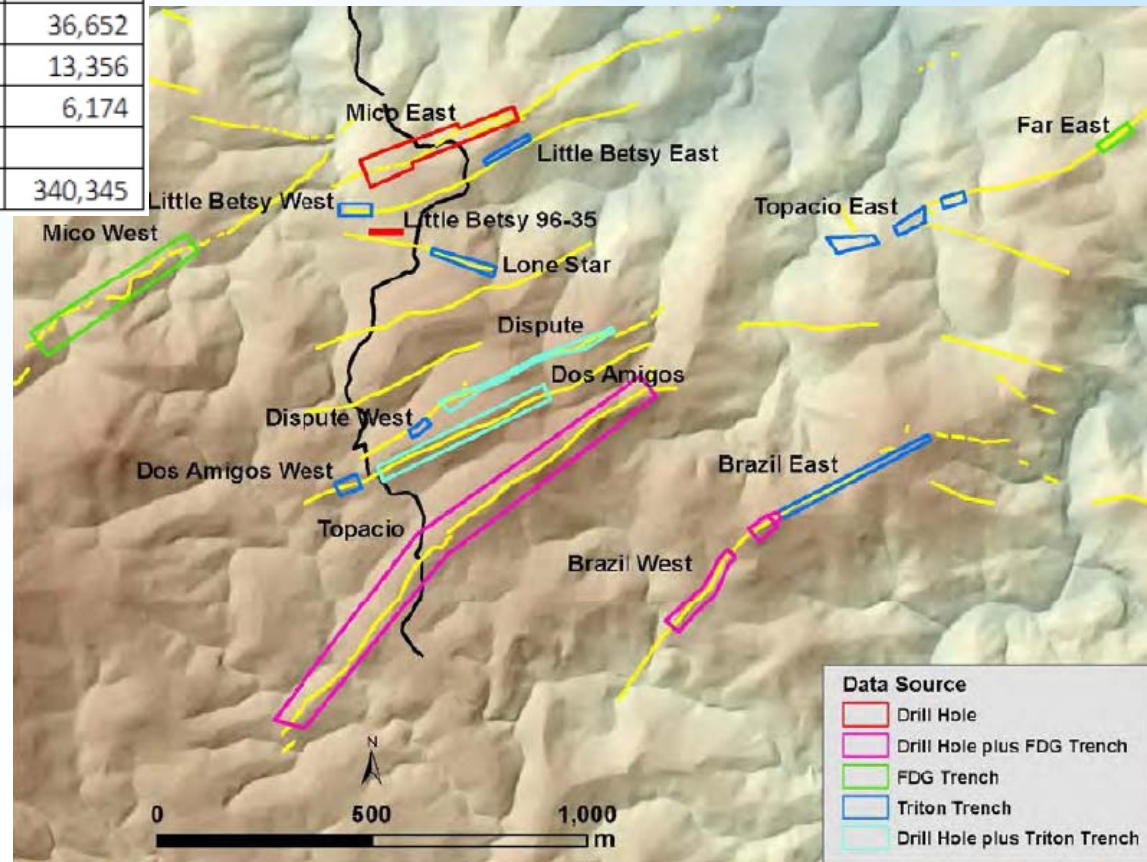 36,652
13,356
6,174
340,345
Mico East
Far East
Little Betsy East
Little Betsy West
Topacio East
Little Betsy 96-35
Mico West
Lone Star
Dispute
Dos Amigos
Dispute West
Brazil East
Dos Amigos West
Topacio
Brazil West
N
0 500 1,000
m
Data Source
Drill Hole
Drill Hole plus FDG Trench
FDG Trench
Triton Trench
Drill Hole plus Triton Trench